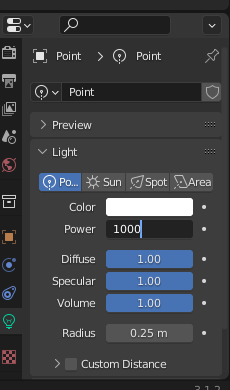 Point > Point
Point
Preview
Light
Po... Sun Spot Area
Color
Power 1000
Diffuse 1.00
Specular 1.00
Volume 1.00
Radius 0.25 m
Custom Distance
3.1.2